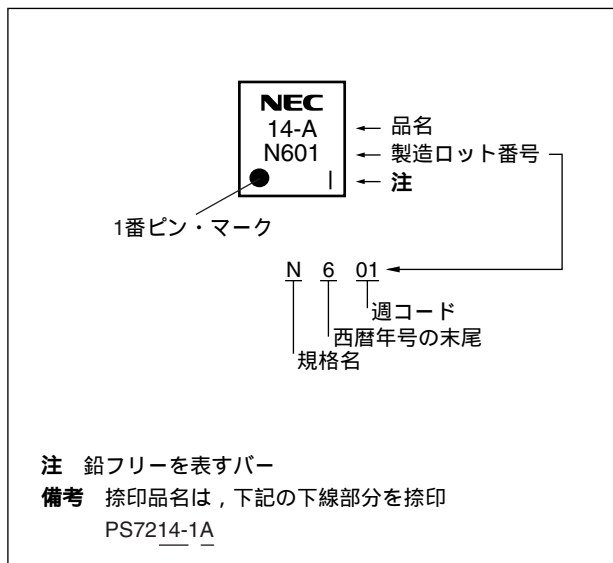 NEC
14-A
品名
N601
製造ロット番号
注
1番ピン・マーク
N 6 01
週コード
西暦年号の末尾
規格名
注 鉛フリーを表すバー
備考 捺印品名は，下記の下線部分を捺印
PS7214-1A